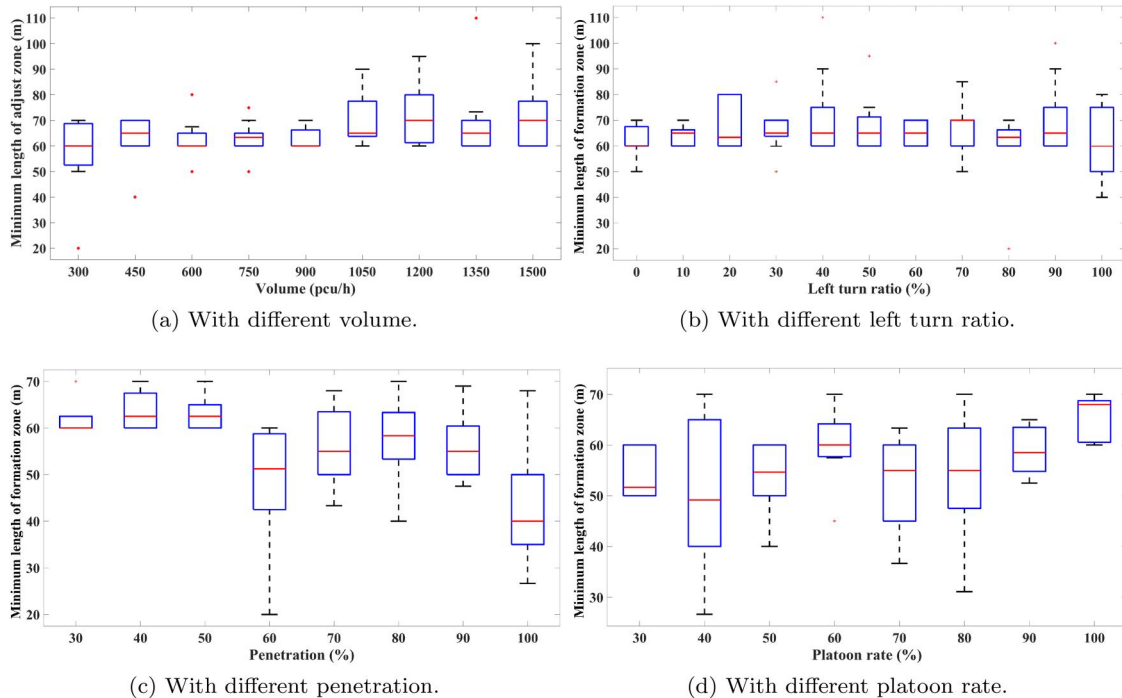 Minimum length of adjust zone (m)
110
100
90
80
70
60
50
40
30
20
300 450 600 750 900 1050 1200 1350 1500
Volume (pcu/h)
(a) With different volume.
Minimum length of formation zone (m)
110
100
90
80
70
60
50
40
30
20
0 10 20 30 40 50 60 70 80 90 100
Left turn ratio (%)
(b) With different left turn ratio.
Minimum length of formation zone (m)
70
60
50
40
30
20
30 40 50 60 70 80 90 100
Penetration (%)
(c) With different penetration.
Minimum length of formation zone (m)
70
60
50
40
30
30 40 50 60 70 80 90 100
Platoon rate (%)
(d) With different platoon rate.